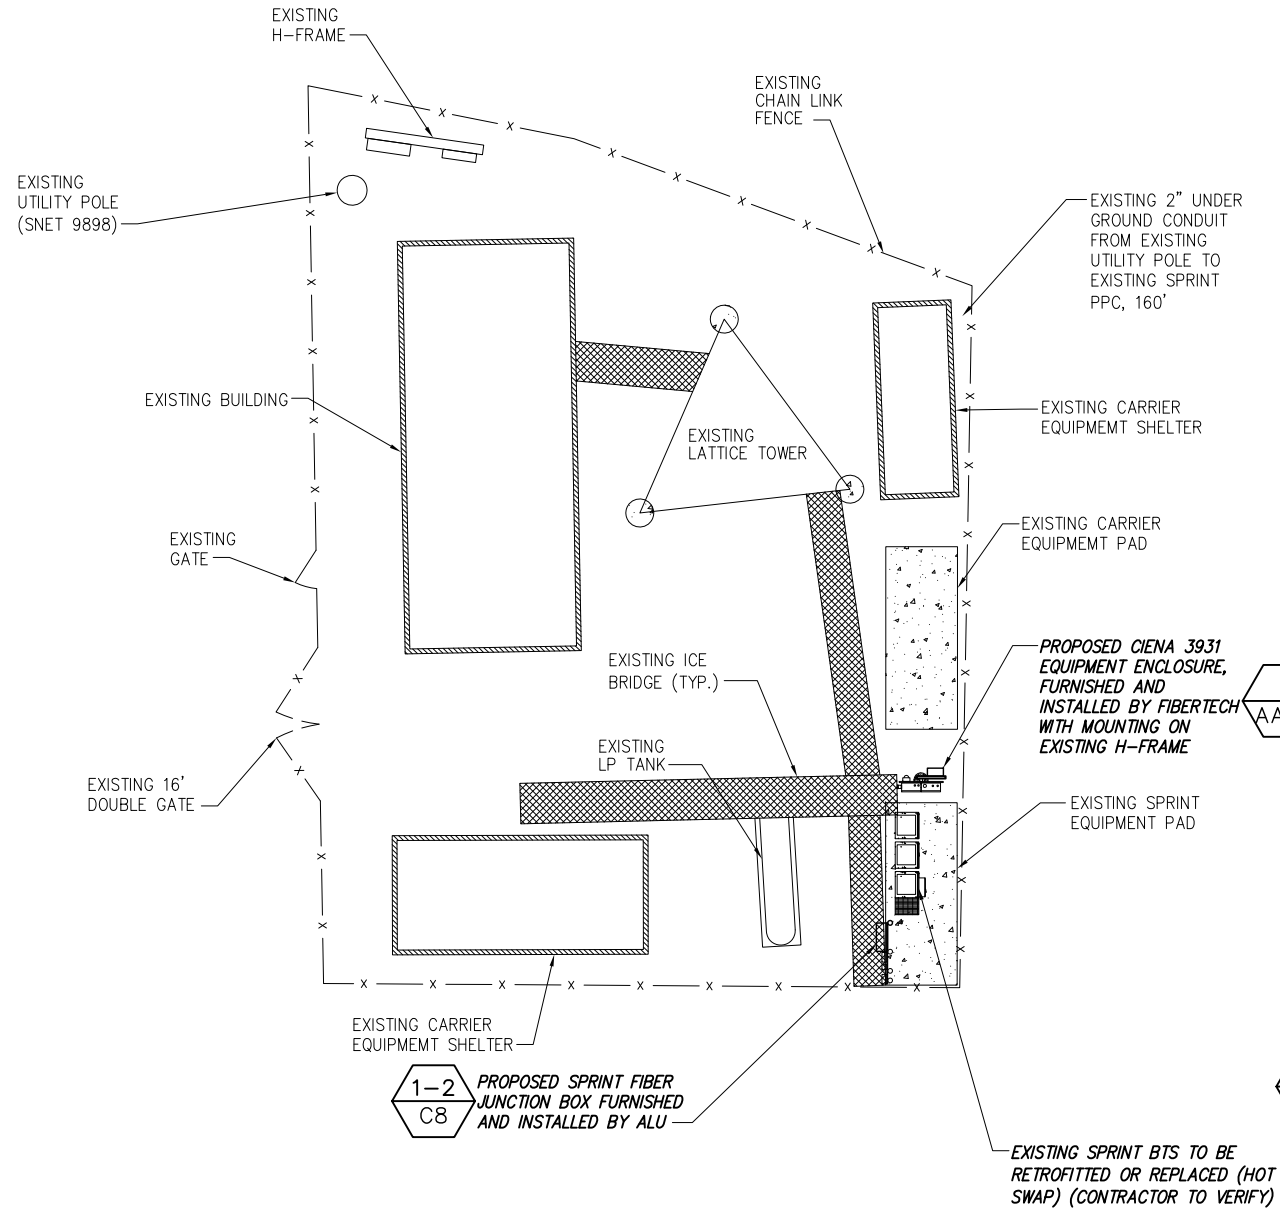 EXISTING
H-FRAME
EXISTING
CHAIN LINK
FENCE
EXISTING
UTILITY POLE
(SNET 9898)
EXISTING 2" UNDER
GROUND CONDUIT
FROM EXISTING
UTILITY POLE TO
EXISTING SPRINT
PPC, 160'
EXISTING BUILDING
EXISTING
LATTICE TOWER
EXISTING CARRIER
EQUIPMEMT SHELTER
EXISTING
GATE
EXISTING CARRIER
EQUIPMEMT PAD
EXISTING ICE
BRIDGE (TYP.)
PROPOSED CIENA 3931
EQUIPMENT ENCLOSURE,
FURNISHED AND
INSTALLED BY FIBERTECH
WITH MOUNTING ON
EXISTING H-FRAME
AA
EXISTING
LP TANK
EXISTING 16'
DOUBLE GATE
EXISTING SPRINT
EQUIPMEMT PAD
EXISTING CARRIER
EQUIPMEMT SHELTER
1-2
C8
PROPOSED SPRINT FIBER
JUNCTION BOX FURNISHED
AND INSTALLED BY ALU
EXISTING SPRINT BTS TO BE
RETROFITTED OR REPLACED (HOT
SWAP) (CONTRACTOR TO VERIFY)